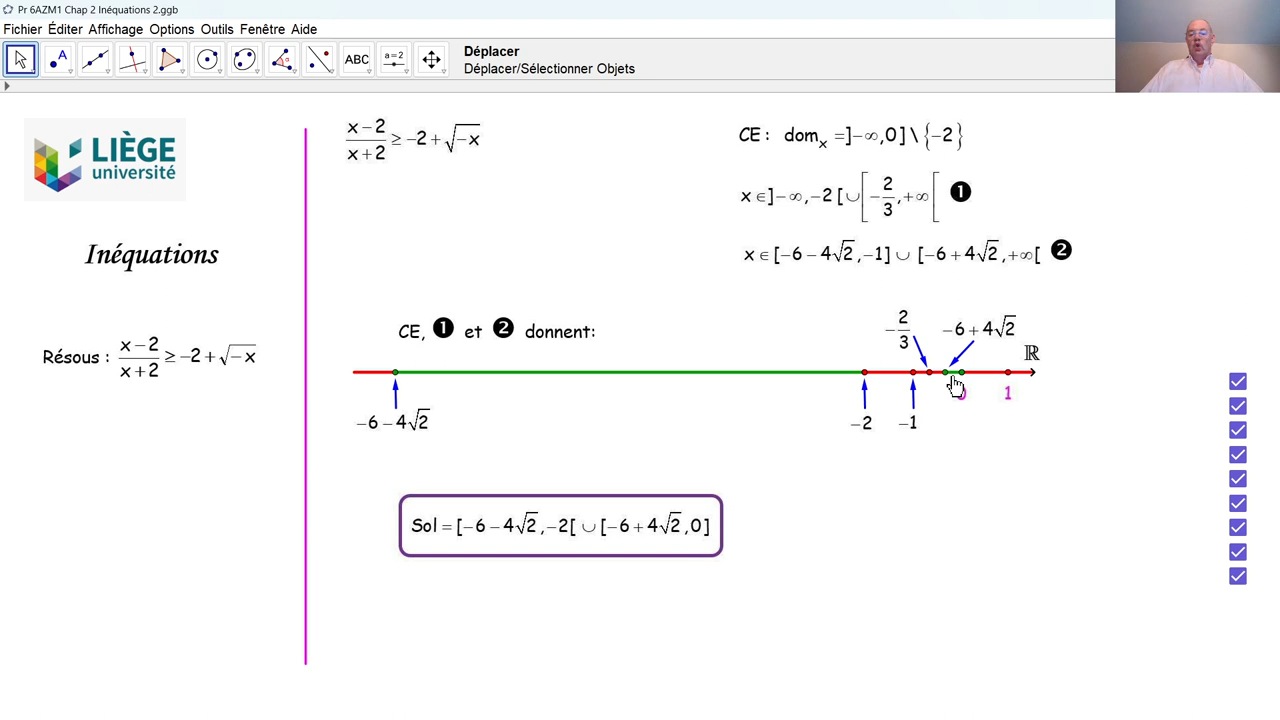 Pr 6AZM1 Chap 2 Inéquations 2.ggb
Fichier Éditer Affichage Options Outils Fenêtre Aide
A ABC a=2 Déplacer
Déplacer/Sélectionner Objets
LIÈGE
université
Inéquations
Résous : (x−2)/(x+2) ≥ −2+√−x
(x−2)/(x+2) ≥ −2+√−x
CE : dom_x =]−∞,0]\{−2}
x∈]−∞,−2[∪[−2/3,+∞[ ❶
x∈[−6−4√2,−1]∪[−6+4√2,+∞[ ❷
CE, ❶ et ❷ donnent:
−2/3 −6+4√2 ℝ
0 1
−6−4√2 −2 −1
Sol =[−6−4√2,−2[∪[−6+4√2,0]